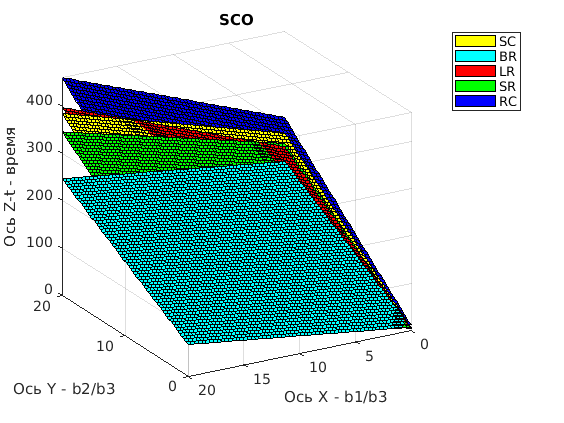 SCO
SC
BR
LR
SR
RC
400
300
200
100
0
20
10
0
20
15
10
5
0
Ось Z-t - время
Ось Y - b2/b3
Ось X - b1/b3